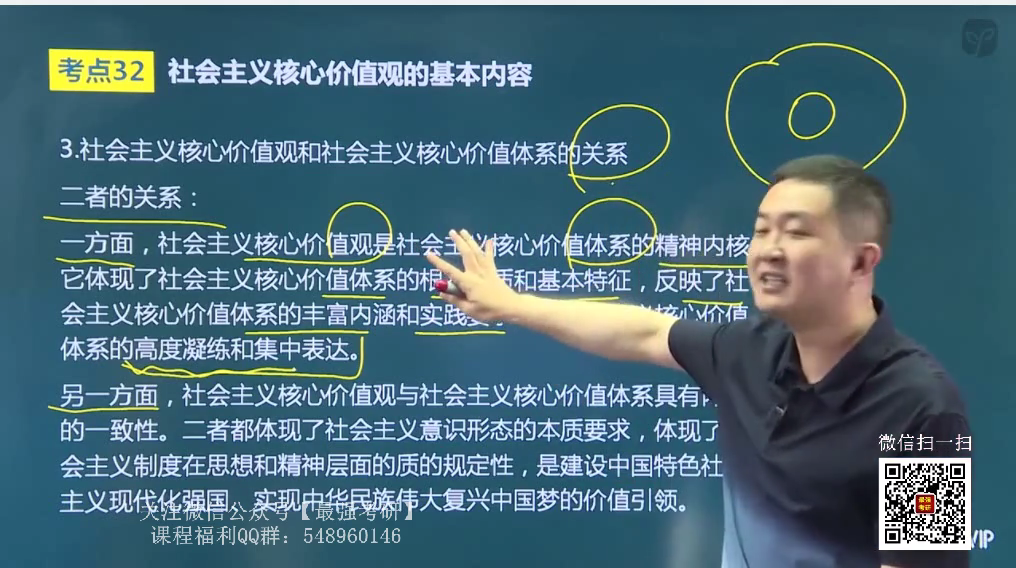 考点32 社会主义核心价值观的基本内容
3.社会主义核心价值观和社会主义核心价值体系的关系
二者的关系：
一方面，社会主义核心价值观是社会主义核心价值体系的精神内核
它体现了社会主义核心价值体系的根 质和基本特征，反映了社
会主义核心价值体系的丰富内涵和实践要 核心价值
体系的高度凝练和集中表达。
另一方面，社会主义核心价值观与社会主义核心价值体系具有
的一致性。二者都体现了社会主义意识形态的本质要求，体现了
会主义制度在思想和精神层面的质的规定性，是建设中国特色社
主义现代化强国、实现中华民族伟大复兴中国梦的价值引领。
关注微信公众号【最强考研】
课程福利QQ群：548960146
微信扫一扫
最强
考研
VIP